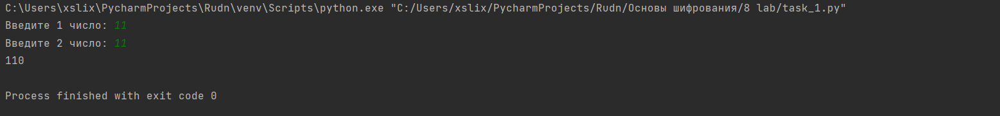 C:\Users\xslix\PycharmProjects\Rudn\venv\Scripts\python.exe "C:/Users/xslix/PycharmProjects/Rudn/Основы шифрования/8 lab/task_1.py"
Введите 1 число: 11
Введите 2 число: 11
110
Process finished with exit code 0